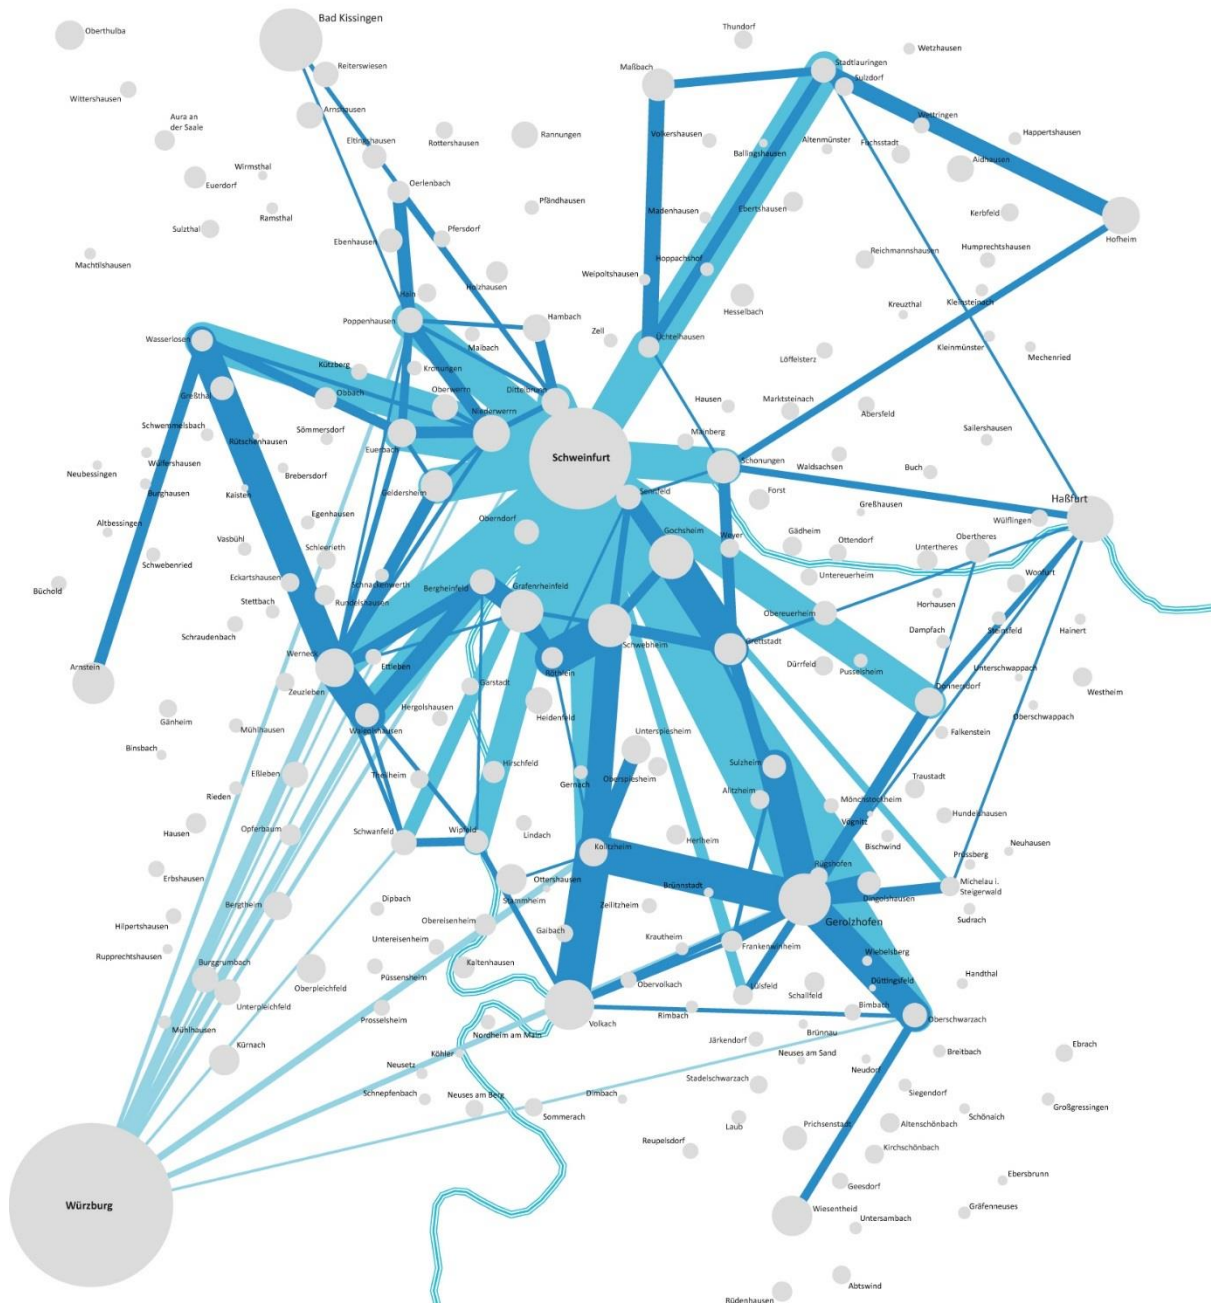 Bad Kissingen
Oberthulba
Thundorf
Wetzhausen
Stadtlauringen
Sulzdorf
Maßbach
Reiterswiesen
Wittershausen
Arnshausen
Aura an
der Saale
Eltingshausen
Rottershausen
Rannungen
Volkershausen
Ballingshausen
Altenmünster
Wettringen
Fuchsstadt
Happertshausen
Aidhausen
Wirmsthal
Euerdorf
Oerlenbach
Pfändhausen
Ramsthal
Madenhausen
Ebertshausen
Kerbfeld
Sulzthal
Ebenhausen
Pfersdorf
Hofheim
Machtilshausen
Hoppachshof
Reichmannshausen
Humprechtshausen
Weipoltshausen
Holzhausen
Hain
Hesselbach
Kreuzthal
Kleinsteinach
Poppenhausen
Hambach
Zell
Üchtelhausen
Wasserlosen
Maibach
Kleinmünster
Mechenried
Löffelsterz
Kützberg
Kronungen
Greßthal
Obbach
Oberwerrn
Dittelbrunn
Hausen
Marktsteinach
Abersfeld
Niederwerrn
Schwemmelsbach
Rütschenhausen
Sömmersdorf
Euerbach
Mainberg
Sailershausen
Wülfershausen
Schweinfurt
Schonungen
Waldsachsen
Buch
Neubessingen
Brebersdorf
Geldersheim
Burghausen
Kaisten
Sennfeld
Forst
Greßhausen
Haßfurt
Egenhausen
Oberndorf
Gochsheim
Wülflingen
Altbessingen
Gädheim
Obertheres
Vasbühl
Schleerieth
Weyer
Ottendorf
Untertheres
Schwebenried
Schnackenwerth
Bergheinfeld
Grafenrheinfeld
Untereuerheim
Wonfurt
Büchold
Eckartshausen
Rundelshausen
Horhausen
Stettbach
Obereuerheim
Schraudenbach
Dampfach
Steinsfeld
Hainert
Werneck
Ettleben
Schwebheim
Grettstadt
Arnstein
Röthlein
Dürrfeld
Pusselsheim
Unterschwappach
Zeuzleben
Garstadt
Donnersdorf
Westheim
Gänheim
Hergolshausen
Heidenfeld
Oberschwappach
Mühlhausen
Waigolshausen
Falkenstein
Binsbach
Unterspiesheim
Eßleben
Theilheim
Hirschfeld
Gernach
Oberspiesheim
Sulzheim
Traustadt
Rieden
Alitzheim
Mönchstockheim
Vögnitz
Hundelshausen
Hausen
Opferbaum
Schwanfeld
Wipfeld
Lindach
Kolitzheim
Herlheim
Bischwind
Neuhausen
Prüssberg
Rügshofen
Erbshausen
Ottershausen
Stammheim
Brünnstadt
Dingolshausen
Michelau i.
Steigerwald
Bergtheim
Dipbach
Zeilitzheim
Gerolzhofen
Sudrach
Hilpertshausen
Obereisenheim
Gaibach
Krautheim
Frankenwinheim
Rupprechtshausen
Untereisenheim
Wiebelsberg
Burggrumbach
Püssensheim
Kaltenhausen
Handthal
Oberpleichfeld
Obervolkach
Lülsfeld
Schallfeld
Düttingsfeld
Unterpleichfeld
Prosselsheim
Rimbach
Bimbach
Oberschwarzach
Mühlhausen
Volkach
Nordheim am Main
Järkendorf
Brünnau
Kürnach
Köhler
Breitbach
Ebrach
Neusetz
Neuses am Sand
Neudorf
Stadelschwarzach
Schnepfenbach
Neuses am Berg
Dimbach
Siegendorf
Großgressingen
Sommerach
Laub
Prichsenstadt
Altenschönbach
Schönaich
Reupelsdorf
Kirchschönbach
Geesdorf
Ebersbrunn
Würzburg
Wiesentheid
Gräfenneuses
Untersambach
Abtswind
Rüdenhausen